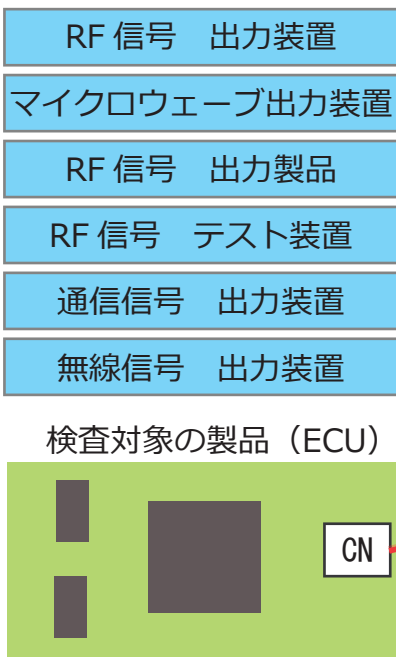 RF 信号　出力装置
マイクロウェーブ出力装置
RF 信号　出力製品
RF 信号　テスト装置
通信信号　出力装置
無線信号　出力装置
検査対象の製品（ECU）
CN